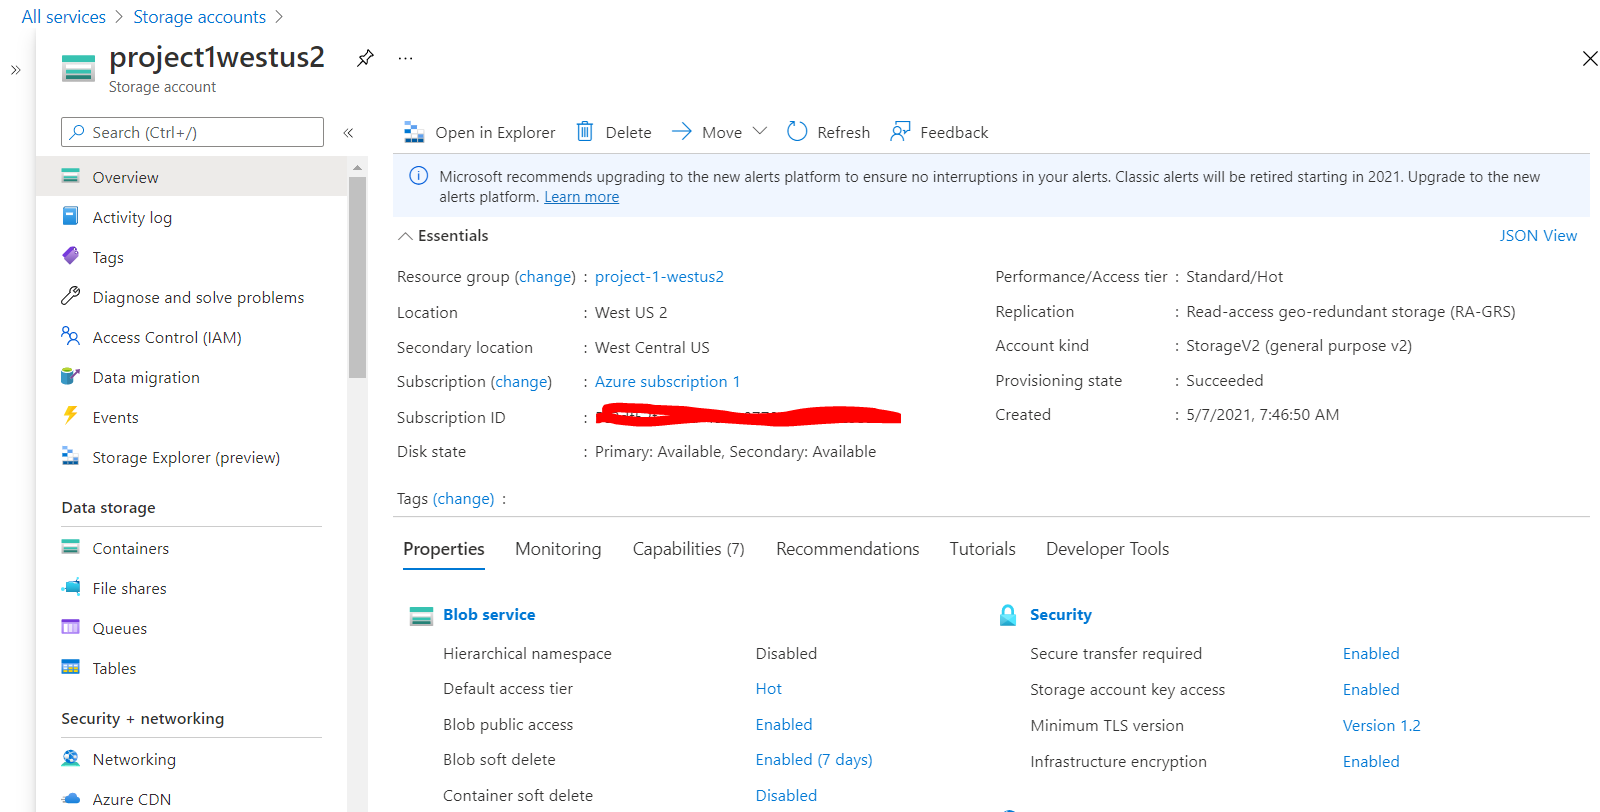 All services > Storage accounts >
project1westus2
Storage account
Search (Ctrl+/)
Overview
Activity log
Tags
Diagnose and solve problems
Access Control (IAM)
Data migration
Events
Storage Explorer (preview)
Data storage
Containers
File shares
Queues
Tables
Security + networking
Networking
Azure CDN
Open in Explorer Delete Move Refresh Feedback
Microsoft recommends upgrading to the new alerts platform to ensure no interruptions in your alerts. Classic alerts will be retired starting in 2021. Upgrade to the new
alerts platform. Learn more
Essentials JSON View
Resource group (change) : project-1-westus2
Location : West US 2
Secondary location : West Central US
Subscription (change) : Azure subscription 1
Subscription ID :
Disk state : Primary: Available, Secondary: Available
Performance/Access tier : Standard/Hot
Replication : Read-access geo-redundant storage (RA-GRS)
Account kind : StorageV2 (general purpose v2)
Provisioning state : Succeeded
Created : 5/7/2021, 7:46:50 AM
Tags (change) :
Properties Monitoring Capabilities (7) Recommendations Tutorials Developer Tools
Blob service
Hierarchical namespace Disabled
Default access tier Hot
Blob public access Enabled
Blob soft delete Enabled (7 days)
Container soft delete Disabled
Security
Secure transfer required Enabled
Storage account key access Enabled
Minimum TLS version Version 1.2
Infrastructure encryption Enabled